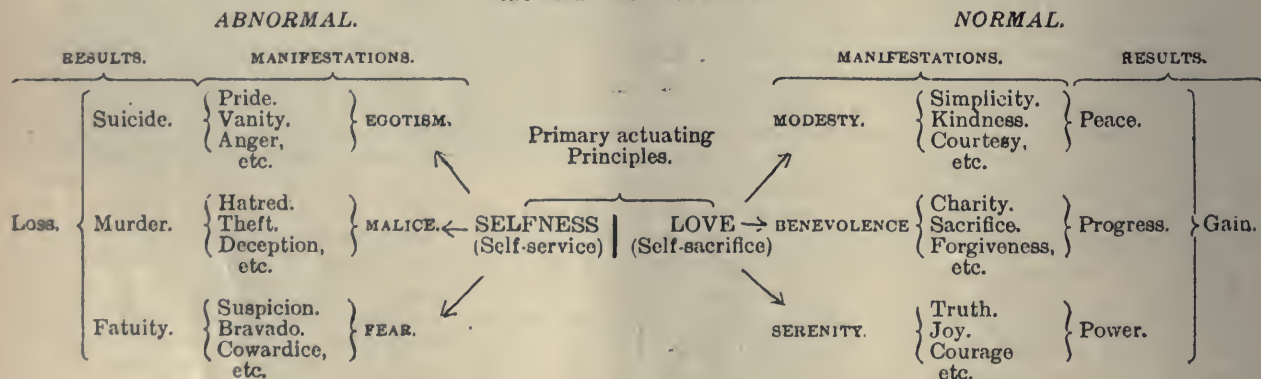 ABNORMAL. NORMAL.
RESULTS. MANIFESTATIONS. MANIFESTATIONS. RESULTS.
Suicide. Pride. Vanity. Anger, etc. EGOTISM.
Primary actuating
Principles.
MODESTY. Simplicity. Kindness. Courtesy, etc. Peace.
Loss. Murder. Hatred. Theft. Deception, etc. MALICE. SELFNESS
(Self-service)
LOVE
(Self-sacrifice)
BENEVOLENCE Charity. Sacrifice. Forgiveness, etc. Progress. Gain.
Fatuity. Suspicion. Bravado. Cowardice, etc. FEAR.
SERENITY. Truth. Joy. Courage etc. Power.